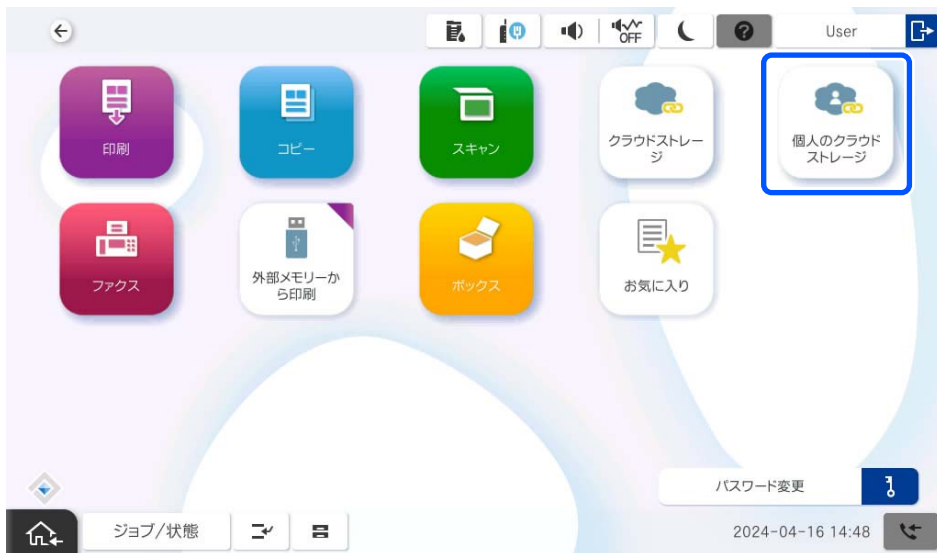 OFF
User
印刷
コピー
スキャン
クラウドストレー
ジ
個人のクラウド
ストレージ
ファクス
外部メモリーか
ら印刷
ボックス
お気に入り
パスワード変更
ジョブ/状態
2024-04-16 14:48